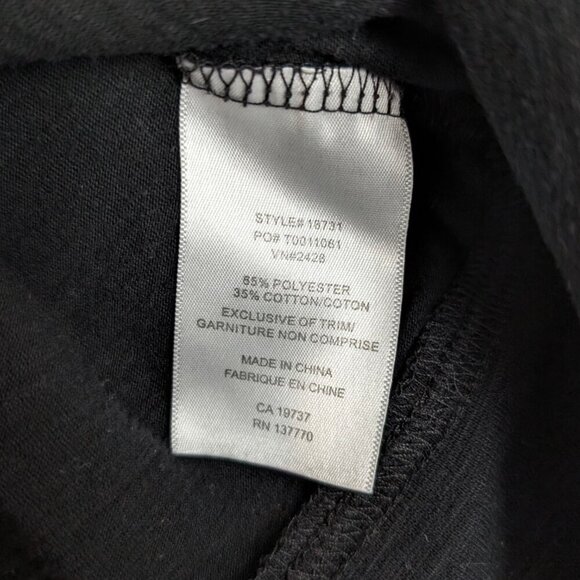 STYLE# 18731
PO# T0011061
VN#2428
65% POLYESTER
35% COTTON/COTON
EXCLUSIVE OF TRIM/
GARNITURE NON COMPRISE
MADE IN CHINA
FABRIQUE EN CHINE
CA 19737
RN 137770